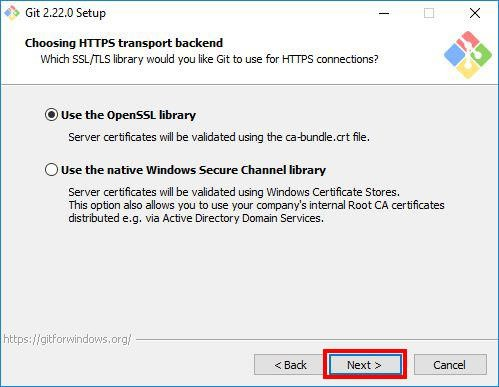 Git 2.22.0 Setup
Choosing HTTPS transport backend
Which SSL/TLS library would you like Git to use for HTTPS connections?
Use the OpenSSL library
Server certificates will be validated using the ca-bundle.crt file.
Use the native Windows Secure Channel library
Server certificates will be validated using Windows Certificate Stores.
This option also allows you to use your company's internal Root CA certificates
distributed e.g. via Active Directory Domain Services.
https://gitforwindows.org/
< Back
Next >
Cancel